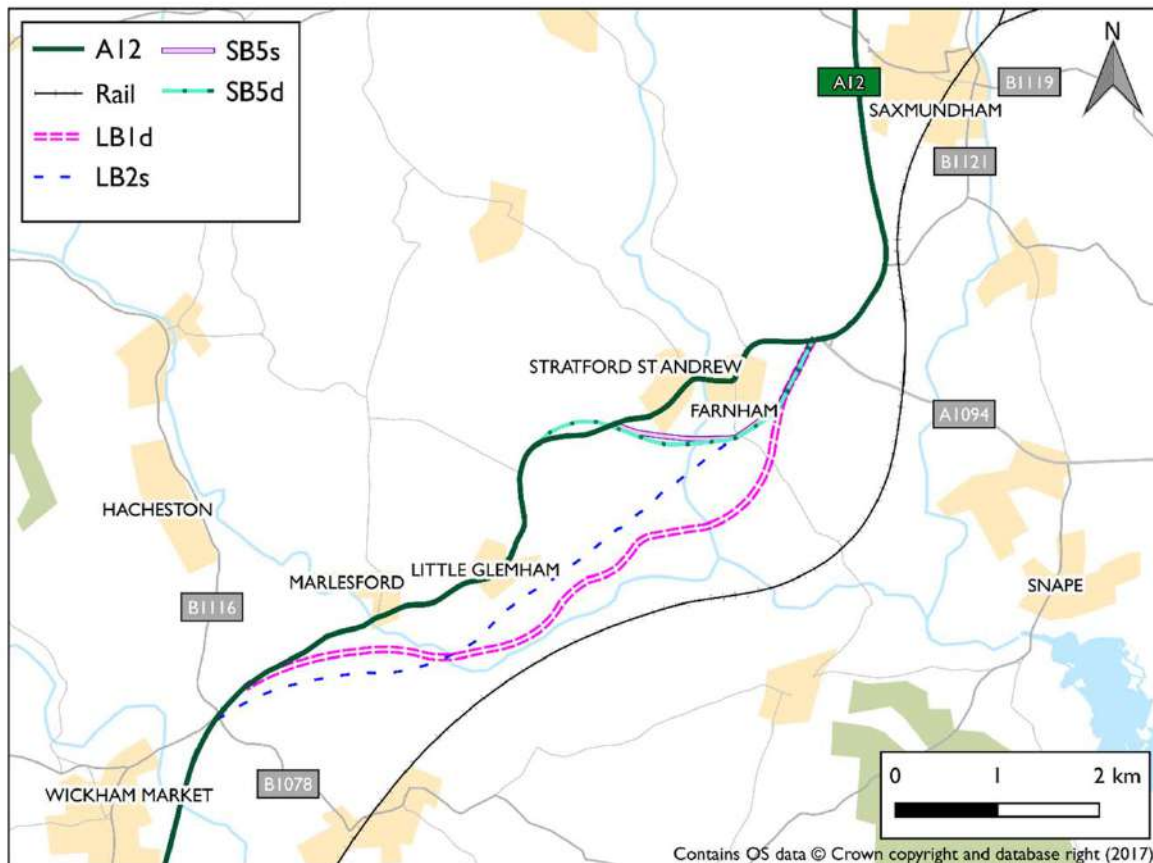 A12
SB5s
Rail
SB5d
LB1d
LB2s
N
A12
B1119
SAXMUNDHAM
B1121
STRATFORD ST ANDREW
FARNHAM
A1094
HACHESTON
LITTLE GLEMHAM
MARLESFORD
SNAPE
B1116
0 1 2 km
B1078
WICKHAM MARKET
Contains OS data © Crown copyright and database right (2017)